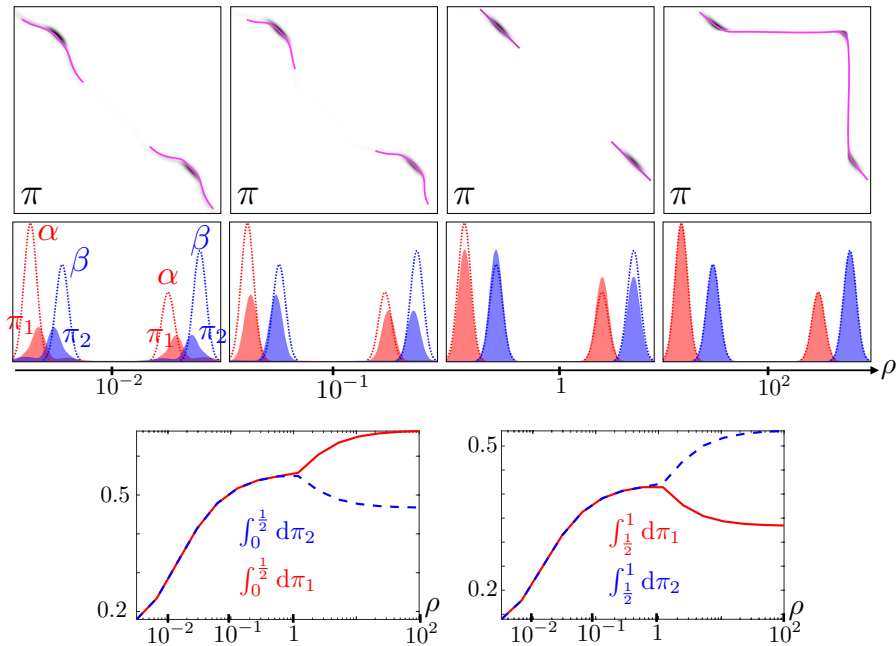 π π π π
α β α β
π₁ π₂ π₁ π₂
10⁻² 10⁻¹ 1 10² ρ
0.5
0.2
∫₀^{1/2} dπ₂
∫₀^{1/2} dπ₁
10⁻² 10⁻¹ 1 10² ρ
0.5
0.2
∫_{1/2}^1 dπ₁
∫_{1/2}^1 dπ₂
10⁻² 10⁻¹ 1 10² ρ